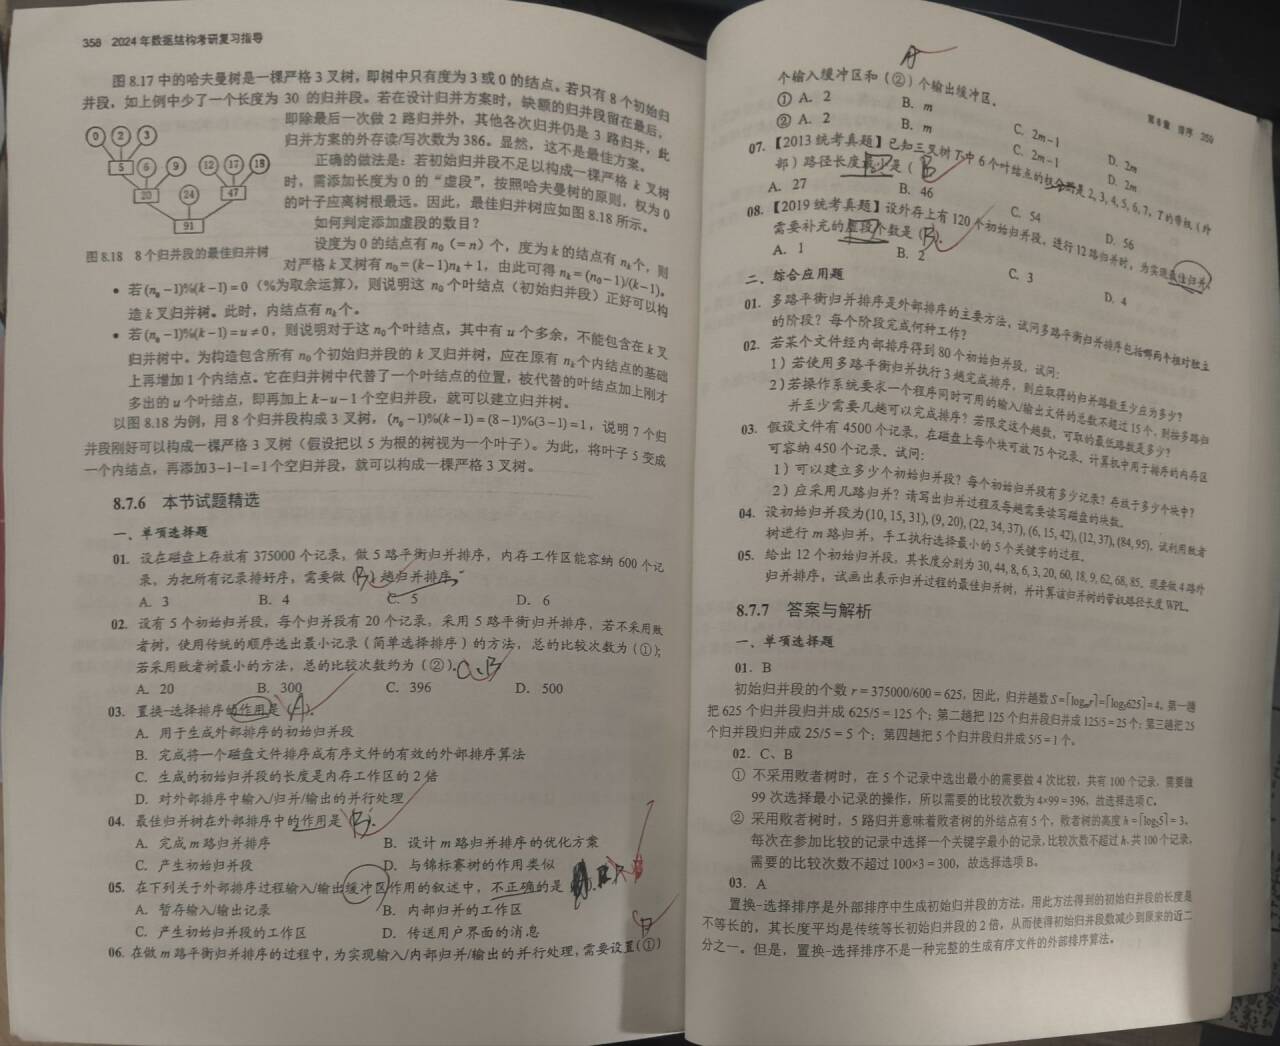 358 2024年数据结构考研复习指导
图8.17中的哈夫曼树是一棵严格3叉树，即树中只有度为3或0的结点。若只有8个初始归
并段，如上例中少了一个长度为30的归并段。若在设计归并方案时，缺额的归并段留在最后，
即除最后一次做2路归并外，其他各次归并仍是3路归并，此
归并方案的外存读/写次数为386。显然，这不是最佳方案。
正确的做法是：若初始归并段不足以构成一棵严格k叉树
时，需添加长度为0的“虚段”，按照哈夫曼树的原则，权为0
的叶子应离树根最远。因此，最佳归并树应如图8.18所示。
如何判定添加虚段的数目？
设度为0的结点有n₀(=n)个，度为k的结点有nₖ个，则
对严格k叉树有n₀=(k−1)nₖ+1，由此可得nₖ=(n₀−1)/(k−1)。
0 2 3
5 6 9 12 17 18
20 24 47
91
图8.18 8个归并段的最佳归并树
• 若(n₀−1)%(k−1)=0（%为取余运算），则说明这n₀个叶结点（初始归并段）正好可以构
造k叉归并树。此时，内结点有nₖ个。
• 若(n₀−1)%(k−1)=u≠0，则说明对于这n₀个叶结点，其中有u个多余，不能包含在k叉
归并树中。为构造包含所有n₀个初始归并段的k叉归并树，应在原有nₖ个内结点的基础
上再增加1个内结点。它在归并树中代替了一个叶结点的位置，被代替的叶结点加上刚才
多出的u个叶结点，即再加上k−u−1个空归并段，就可以建立归并树。
以图8.18为例，用8个归并段构成3叉树，(n₀−1)%(k−1)=(8−1)%(3−1)=1，说明7个归
并段刚好可以构成一棵严格3叉树（假设把以5为根的树视为一个叶子）。为此，将叶子5变成
一个内结点，再添加3−1−1=1个空归并段，就可以构成一棵严格3叉树。
8.7.6 本节试题精选
一、单项选择题
01. 设在磁盘上存放有375000个记录，做5路平衡归并排序，内存工作区能容纳600个记
录，为把所有记录排好序，需要做（B）趟归并排序。
A. 3 B. 4 C. 5 D. 6
02. 设有5个初始归并段，每个归并段有20个记录，采用5路平衡归并排序，若不采用败
者树，使用传统的顺序选出最小记录（简单选择排序）的方法，总的比较次数为（①）；
若采用败者树最小的方法，总的比较次数约为（②）。C、B
A. 20 B. 300 C. 396 D. 500
03. 置换-选择排序的作用是（A）。
A. 用于生成外部排序的初始归并段
B. 完成将一个磁盘文件排序成有序文件的有效的外部排序算法
C. 生成的初始归并段的长度是内存工作区的2倍
D. 对外部排序中输入/归并/输出的并行处理
04. 最佳归并树在外部排序中的作用是（B）。
A. 完成m路归并排序 B. 设计m路归并排序的优化方案
C. 产生初始归并段 D. 与锦标赛树的作用类似
05. 在下列关于外部排序过程输入/输出缓冲区作用的叙述中，不正确的是（ ）。
A. 暂存输入/输出记录 B. 内部归并的工作区
C. 产生初始归并段的工作区 D. 传送用户界面的消息
06. 在做m路平衡归并排序的过程中，为实现输入/内部归并/输出的并行处理，需要设置（①）
第8章 排序 359
个输入缓冲区和（②）个输出缓冲区。
① A. 2 B. m C. 2m−1 D. 2m
② A. 2 B. m C. 2m−1 D. 2m
07. 【2013统考真题】已知三叉树T中6个叶结点的权分别是2, 3, 4, 5, 6, 7，T的带权（外
部）路径长度最小是（B
A. 27 B. 46 C. 54 D. 56
08. 【2019统考真题】设外存上有120个初始归并段，进行12路归并时，为实现最佳归并，
需要补充的虚段个数是（B）。
A. 1 B. 2 C. 3 D. 4
二、综合应用题
01. 多路平衡归并排序是外部排序的主要方法，试问多路平衡归并排序包括哪两个相对独立
的阶段？每个阶段完成何种工作？
02. 若某个文件经内部排序得到80个初始归并段，试问：
1）若使用多路平衡归并执行3趟完成排序，则应取得的归并路数至少应为多少？
2）若操作系统要求一个程序同时可用的输入/输出文件的总数不超过15个，则按多路归
并至少需要几趟可以完成排序？若限定这个趟数，可取的最低路数是多少？
03. 假设文件有4500个记录，在磁盘上每个块可放75个记录，计算机中用于排序的内存区
可容纳450个记录。试问：
1）可以建立多少个初始归并段？每个初始归并段有多少记录？存放于多少个块中？
2）应采用几路归并？请写出归并过程及每趟需要读写磁盘的块数。
04. 设初始归并段为(10, 15, 31), (9, 20), (22, 34, 37), (6, 15, 42), (12, 37), (84, 95)，试利用败者
树进行m路归并，手工执行选择最小的5个关键字的过程。
05. 给出12个初始归并段，其长度分别为30, 44, 8, 6, 3, 20, 60, 18, 9, 62, 68, 85。现要做4路外
归并排序，试画出表示归并过程的最佳归并树，并计算该归并树的带权路径长度WPL。
8.7.7 答案与解析
一、单项选择题
01. B
初始归并段的个数r=375000/600=625，因此，归并趟数S=⌈logₘr⌉=⌈log₅625⌉=4。第一趟
把625个归并段归并成625/5=125个；第二趟把125个归并段归并成125/5=25个；第三趟把25
个归并段归并成25/5=5个；第四趟把5个归并段归并成5/5=1个。
02. C、B
① 不采用败者树时，在5个记录中选出最小的需要做4次比较，共有100个记录，需要做
99次选择最小记录的操作，所以需要的比较次数为4×99=396，故选择选项C。
② 采用败者树时，5路归并意味着败者树的外结点有5个，败者树的高度h=⌈log₂5⌉=3。
每次在参加比较的记录中选择一个关键字最小的记录，比较次数不超过h，共100个记录，
需要的比较次数不超过100×3=300，故选择选项B。
03. A
置换-选择排序是外部排序中生成初始归并段的方法，用此方法得到的初始归并段的长度是
不等长的，其长度平均是传统等长初始归并段的2倍，从而使得初始归并段数减少到原来的近二
分之一。但是，置换-选择排序不是一种完整的生成有序文件的外部排序算法。